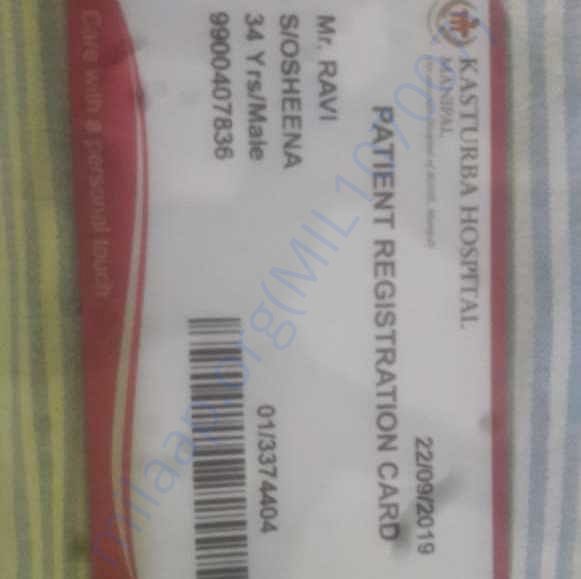 KASTURBA HOSPITAL
MANIPAL
22/09/2019
PATIENT REGISTRATION CARD
Mr. RAVI
S/OSHEENA
34 Yrs/Male
9900407836
01/3374404
Care with a personal touch